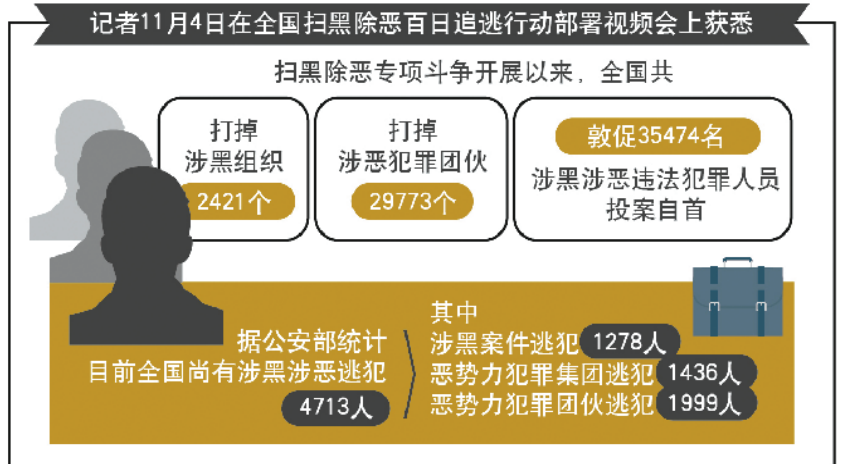 记者11月4日在全国扫黑除恶百日追逃行动部署视频会上获悉
扫黑除恶专项斗争开展以来，全国共
打掉
涉黑组织
2421个
打掉
涉恶犯罪团伙
29773个
敦促35474名
涉黑涉恶违法犯罪人员
投案自首
据公安部统计
目前全国尚有涉黑涉恶逃犯
4713人
其中
涉黑案件逃犯 1278人
恶势力犯罪集团逃犯 1436人
恶势力犯罪团伙逃犯 1999人